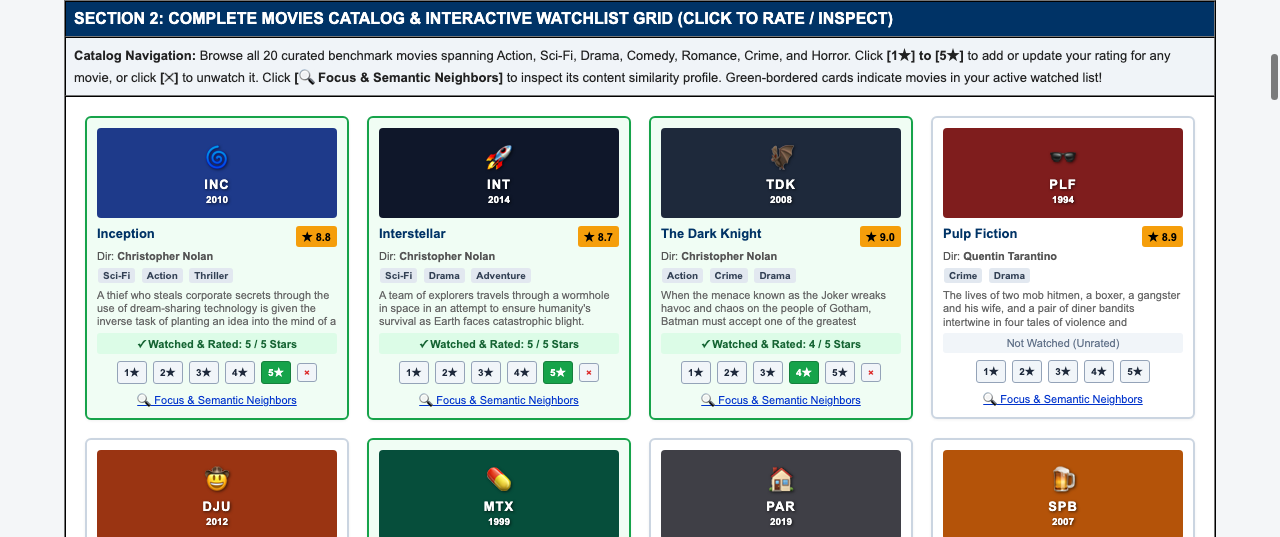 SECTION 2: COMPLETE MOVIES CATALOG & INTERACTIVE WATCHLIST GRID (CLICK TO RATE / INSPECT)
Catalog Navigation: Browse all 20 curated benchmark movies spanning Action, Sci-Fi, Drama, Comedy, Romance, Crime, and Horror. Click [1★] to [5★] to add or update your rating for any
movie, or click [✕] to unwatch it. Click [🔍 Focus & Semantic Neighbors] to inspect its content similarity profile. Green-bordered cards indicate movies in your active watched list!
INC
2010
Inception
★ 8.8
Dir: Christopher Nolan
Sci-Fi Action Thriller
A thief who steals corporate secrets through the
use of dream-sharing technology is given the
inverse task of planting an idea into the mind of a
✓ Watched & Rated: 5 / 5 Stars
1★ 2★ 3★ 4★ 5★ ×
🔍 Focus & Semantic Neighbors
INT
2014
Interstellar
★ 8.7
Dir: Christopher Nolan
Sci-Fi Drama Adventure
A team of explorers travels through a wormhole
in space in an attempt to ensure humanity's
survival as Earth faces catastrophic blight.
✓ Watched & Rated: 5 / 5 Stars
1★ 2★ 3★ 4★ 5★ ×
🔍 Focus & Semantic Neighbors
TDK
2008
The Dark Knight
★ 9.0
Dir: Christopher Nolan
Action Crime Drama
When the menace known as the Joker wreaks
havoc and chaos on the people of Gotham,
Batman must accept one of the greatest
✓ Watched & Rated: 4 / 5 Stars
1★ 2★ 3★ 4★ 5★ ×
🔍 Focus & Semantic Neighbors
PLF
1994
Pulp Fiction
★ 8.9
Dir: Quentin Tarantino
Crime Drama
The lives of two mob hitmen, a boxer, a gangster
and his wife, and a pair of diner bandits
intertwine in four tales of violence and
Not Watched (Unrated)
1★ 2★ 3★ 4★ 5★
🔍 Focus & Semantic Neighbors
DJU
2012
MTX
1999
PAR
2019
SPB
2007